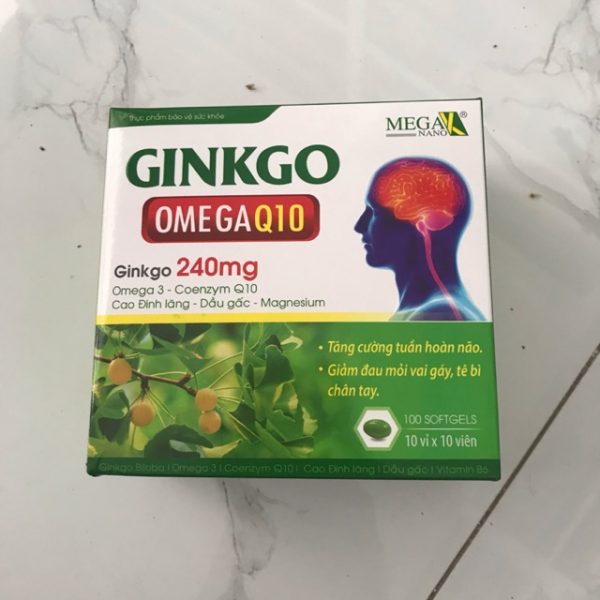 thực phẩm bảo vệ sức khỏe
MEGA
NANO
®
GINKGO
OMEGA Q10
Ginkgo 240mg
Omega 3 - Coenzym Q10
Cao Đinh lăng - Dầu gấc - Magnesium
• Tăng cường tuần hoàn não.
• Giảm đau mỏi vai gáy, tê bì
chân tay.
100 SOFTGELS
10 vỉ x 10 viên
Ginkgo Biloba I Omega 3 I Coenzym Q10 I Cao Đinh lăng I Dầu gấc I Vitamin B6